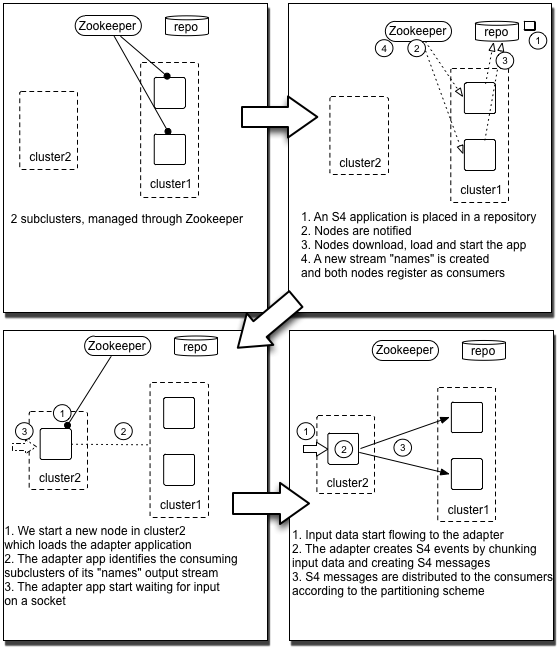 Zookeeper
repo
cluster2
cluster1
2 subclusters, managed through Zookeeper
Zookeeper
repo
1
4
2
3
cluster2
cluster1
1. An S4 application is placed in a repository
2. Nodes are notified
3. Nodes download, load and start the app
4. A new stream "names" is created
and both nodes register as consumers
Zookeeper
repo
1
3
2
cluster2
cluster1
1. We start a new node in cluster2
which loads the adapter application
2. The adapter app identifies the consuming
subclusters of its "names" output stream
3. The adapter app start waiting for input
on a socket
Zookeeper
repo
1
2
3
cluster2
cluster1
1. Input data start flowing to the adapter
2. The adapter creates S4 events by chunking
input data and creating S4 messages
3. S4 messages are distributed to the consumers
according to the partitioning scheme